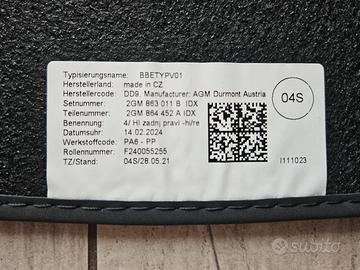 Typisierungsname: BBETYPV01
Herstellerland: made in CZ
Herstellercode: DD9, Manufacturer: AGM Durmont Austria
Setnummer: 2GM 863 011 B IDX
Teilenummer: 2GM 864 452 A IDX
Benennung: 4/ HI zadnj pravi -hi/re
Datumsuhr: 14.02.2024
Werkstoffcode: PA6 - PP
Rollennummer: F240055255
TZ/Stand: 04S/28.05.21
04S
I111023
subito